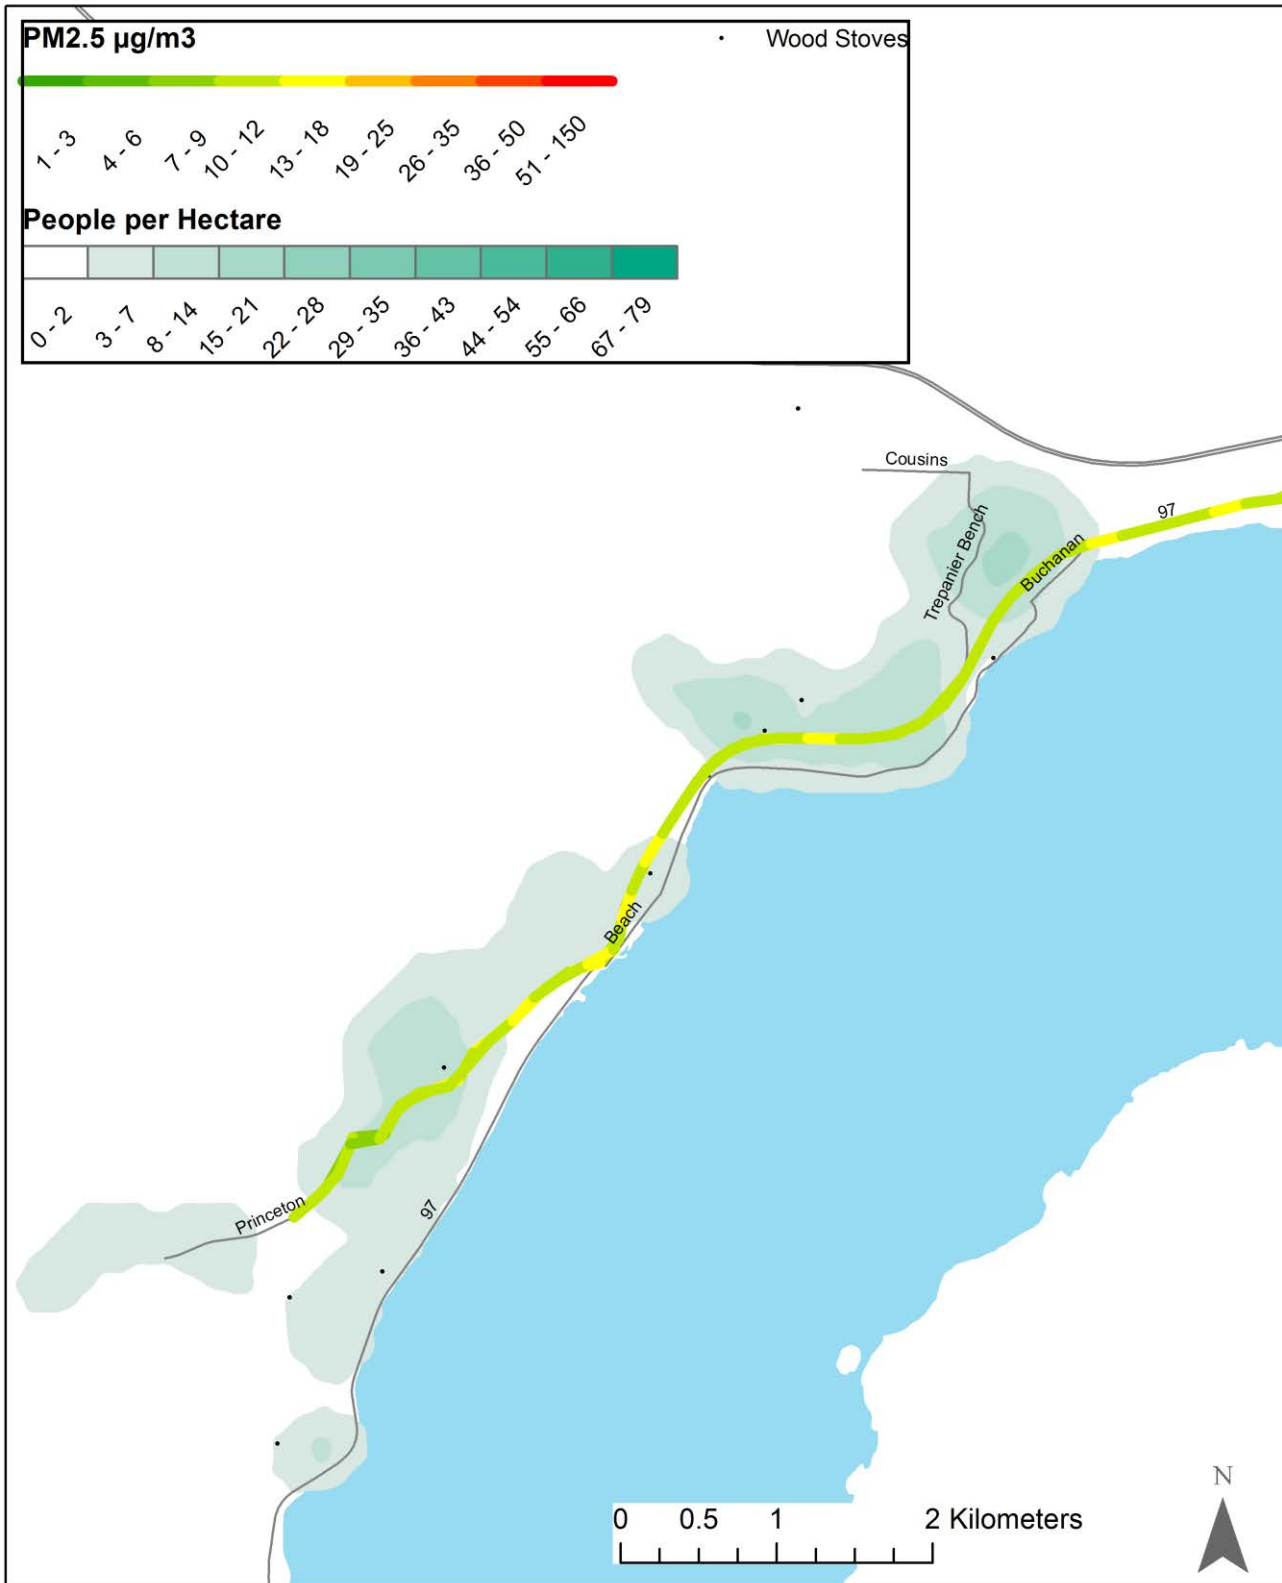 PM2.5 µg/m3
Wood Stoves
1 - 3
4 - 6
7 - 9
10 - 12
13 - 18
19 - 25
26 - 35
36 - 50
51 - 150
People per Hectare
0 - 2
3 - 7
8 - 14
15 - 21
22 - 28
29 - 35
36 - 43
44 - 54
55 - 66
67 - 79
Cousins
97
Trepanier Bench
Buchanan
Beach
Princeton
97
N
0 0.5 1 2 Kilometers